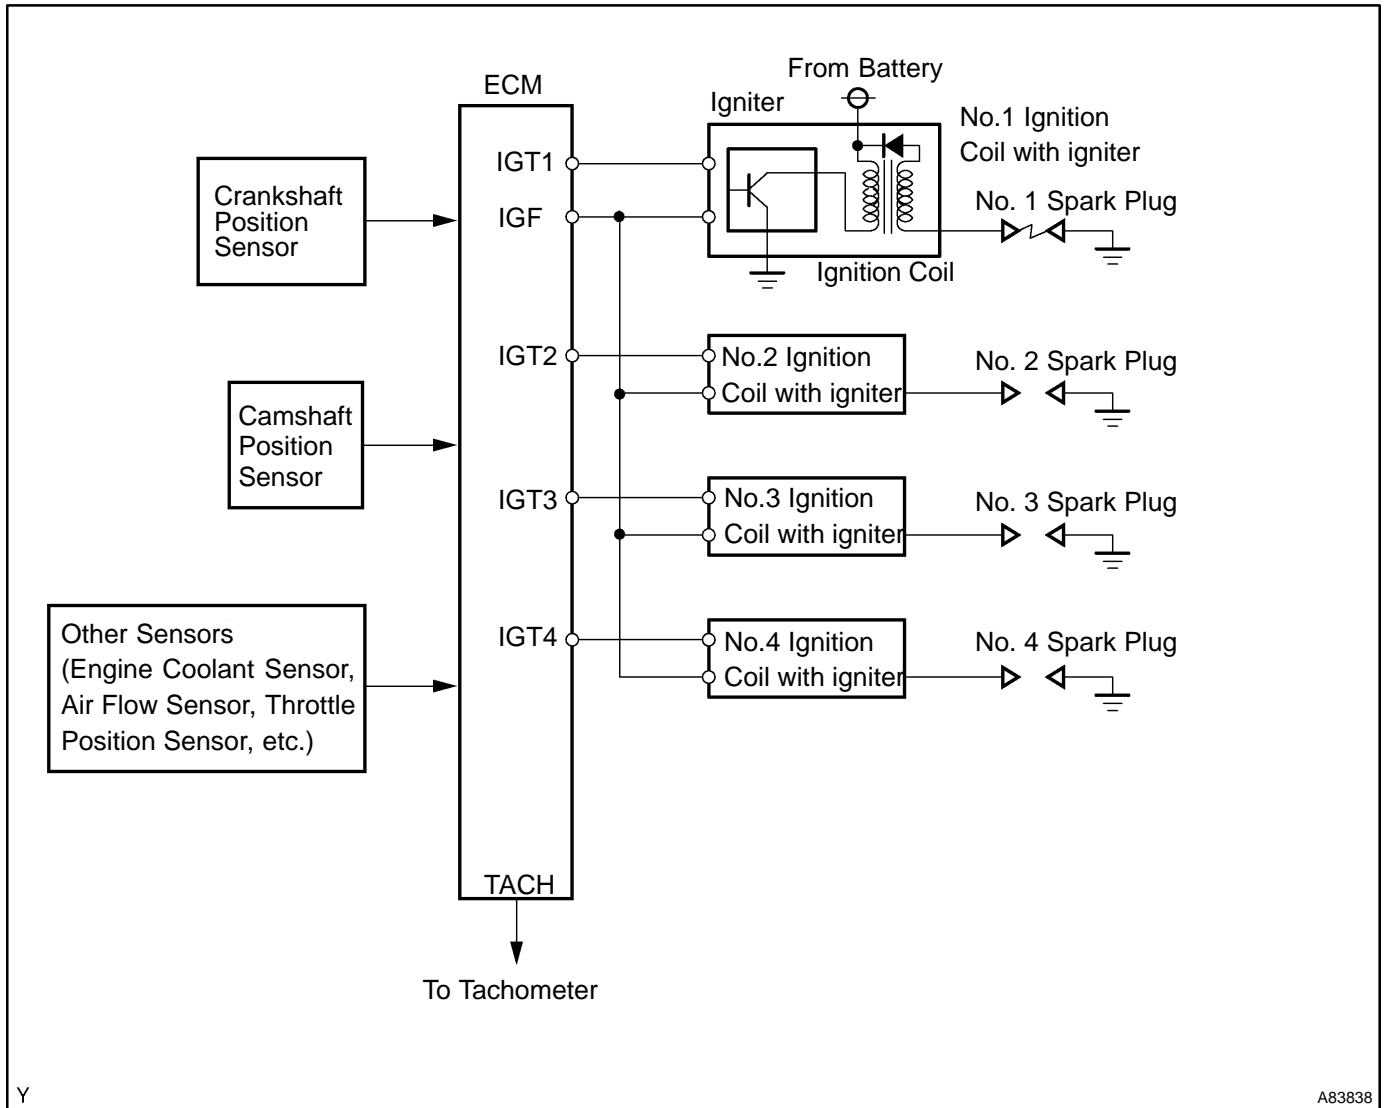 From Battery
ECM
Igniter
No.1 Ignition
Coil with igniter
IGT1
Crankshaft
Position
Sensor
IGF
No. 1 Spark Plug
Ignition Coil
IGT2
No.2 Ignition
Coil with igniter
No. 2 Spark Plug
Camshaft
Position
Sensor
IGT3
No.3 Ignition
Coil with igniter
No. 3 Spark Plug
IGT4
No.4 Ignition
Coil with igniter
No. 4 Spark Plug
Other Sensors
(Engine Coolant Sensor,
Air Flow Sensor, Throttle
Position Sensor, etc.)
TACH
To Tachometer
Y
A83838